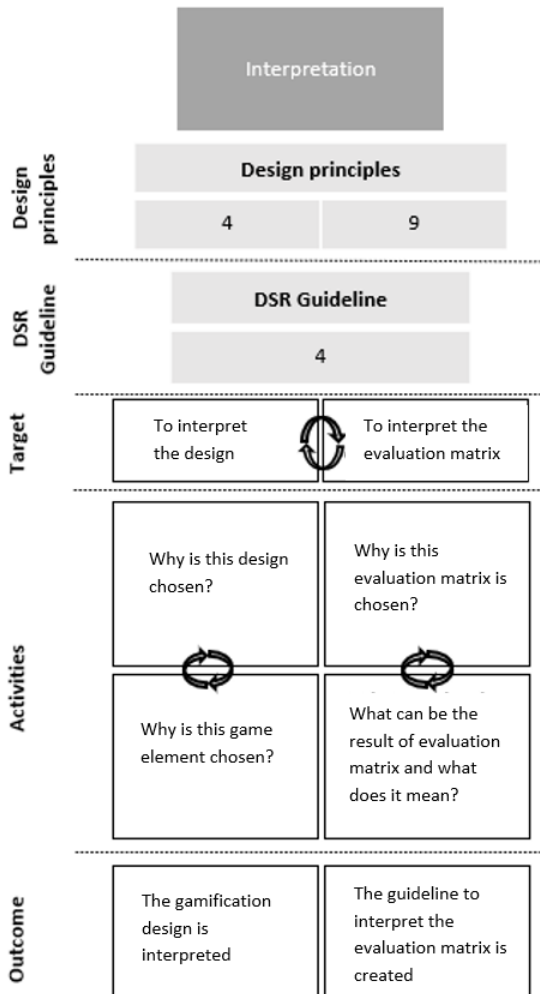 Interpretation
Design
principles
Design principles
4 9
DSR
Guideline
DSR Guideline
4
Target
To interpret
the design
To interpret the
evaluation matrix
Activities
Why is this design
chosen?
Why is this
evaluation matrix is
chosen?
Why is this game
element chosen?
What can be the
result of evaluation
matrix and what
does it mean?
Outcome
The gamification
design is
interpreted
The guideline to
interpret the
evaluation matrix is
created